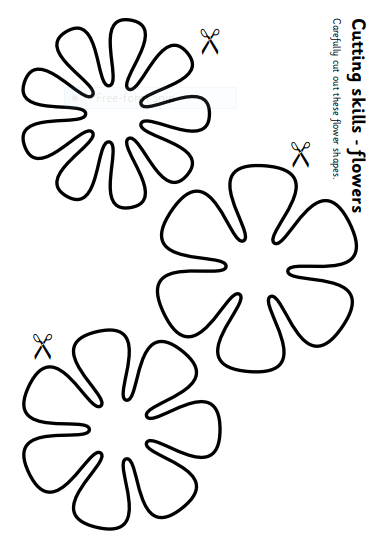 Cutting skills - flowers
Carefully cut out these flower shapes.